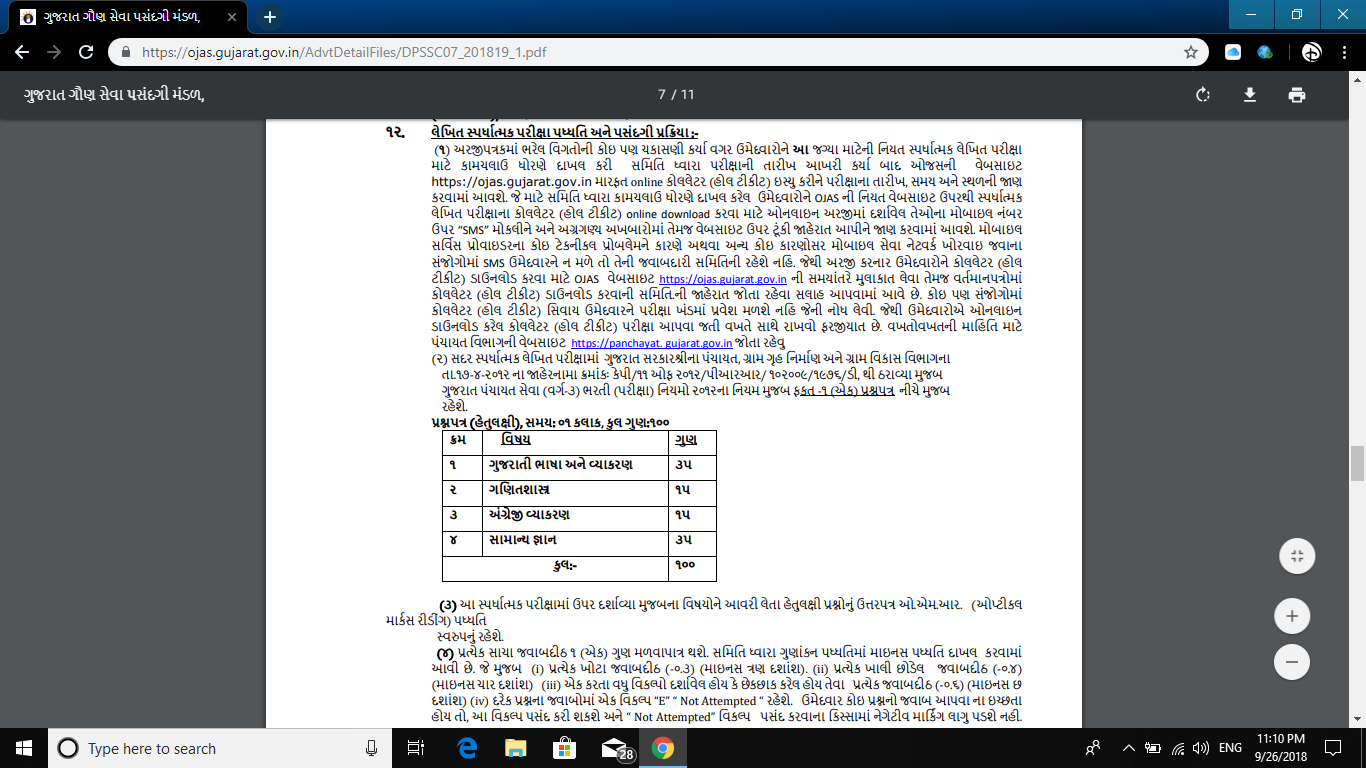 ગુજરાત ગૌણ સેવા પસંદગી મંડળ,
https://ojas.gujarat.gov.in/AdvtDetailFiles/DPSSC07_201819_1.pdf
ગુજરાત ગૌણ સેવા પસંદગી મંડળ,
7 / 11
૧૨. લેખિત સ્પર્ધાત્મક પરીક્ષા પધ્ધતિ અને પસંદગી પ્રક્રિયા :-
(૧) અરજીપત્રકમાં ભરેલ વિગતોની કોઇ પણ ચકાસણી કર્યા વગર ઉમેદવારોને આ જગ્યા માટેની નિયત સ્પર્ધાત્મક લેખિત પરીક્ષા
માટે કામચલાઉ ધોરણે દાખલ કરી સમિતિ ધ્વારા પરીક્ષાની તારીખ આખરી કર્યા બાદ ઓજસની વેબસાઇટ
https://ojas.gujarat.gov.in મારફત online કોલલેટર (હોલ ટીકીટ) ઇસ્યુ કરીને પરીક્ષાના તારીખ, સમય અને સ્થળની જાણ
કરવામાં આવશે. જે માટે સમિતિ ધ્વારા કામચલાઉ ધોરણે દાખલ કરેલ ઉમેદવારોને OJAS ની નિયત વેબસાઇટ ઉપરથી સ્પર્ધાત્મક
લેખિત પરીક્ષાના કોલલેટર (હોલ ટીકીટ) online download કરવા માટે ઓનલાઇન અરજીમાં દર્શાવેલ તેઓના મોબાઇલ નંબર
ઉપર “SMS” મોકલીને અને અગ્રગણ્ય અખબારોમાં તેમજ વેબસાઇટ ઉપર ટૂંકી જાહેરાત આપીને જાણ કરવામાં આવશે. મોબાઇલ
સર્વિસ પ્રોવાઇડરના કોઇ ટેકનીકલ પ્રોબલેમને કારણે અથવા અન્ય કોઇ કારણોસર મોબાઇલ સેવા નેટવર્ક ખોરવાઇ જવાના
સંજોગોમાં SMS ઉમેદવારને ન મળે તો તેની જવાબદારી સમિતિની રહેશે નહિ. જેથી અરજી કરનાર ઉમેદવારોને કોલલેટર (હોલ
ટીકીટ) ડાઉનલોડ કરવા માટે OJAS વેબસાઇટ https://ojas.gujarat.gov.in ની સમયાંતરે મુલાકાત લેવા તેમજ વર્તમાનપત્રોમાં
કોલલેટર (હોલ ટીકીટ) ડાઉનલોડ કરવાની સમિતિ.ની જાહેરાત જોતા રહેવા સલાહ આપવામાં આવે છે. કોઇ પણ સંજોગોમાં
કોલલેટર (હોલ ટીકીટ) સિવાય ઉમેદવારને પરીક્ષા ખંડમાં પ્રવેશ મળશે નહિ જેની નોધ લેવી. જેથી ઉમેદવારોએ ઓનલાઇન
ડાઉનલોડ કરેલ કોલલેટર (હોલ ટીકીટ) પરીક્ષા આપવા જતી વખતે સાથે રાખવો ફરજીયાત છે. વખતોવખતની માહિતિ માટે
પંચાયત વિભાગની વેબસાઇટ https://panchayat. gujarat.gov.in જોતા રહેવુ
(૨) સદર સ્પર્ધાત્મક લેખિત પરીક્ષામાં ગુજરાત સરકારશ્રીના પંચાયત, ગ્રામ ગૃહ નિર્માણ અને ગ્રામ વિકાસ વિભાગના
તા.૧૭-૪-૨૦૧૨ ના જાહેરનામા ક્રમાંકઃ કેપી/૧૧ ઓફ ૨૦૧૨/પીઆરઆર/ ૧૦૨૦૦૯/૧૯૭૬/ડી, થી ઠરાવ્યા મુજબ
ગુજરાત પંચાયત સેવા (વર્ગ-૩) ભરતી (પરીક્ષા) નિયમો ૨૦૧૨ના નિયમ મુજબ ફકત -૧ (એક) પ્રશ્નપત્ર નીચે મુજબ
રહેશે.
પ્રશ્નપત્ર (હેતુલક્ષી), સમય: ૦૧ કલાક, કુલ ગુણ:૧૦૦
ક્રમ વિષય ગુણ
૧ ગુજરાતી ભાષા અને વ્યાકરણ ૩૫
૨ ગણિતશાસ્ત્ર ૧૫
૩ અંગ્રેજી વ્યાકરણ ૧૫
૪ સામાન્ય જ્ઞાન ૩૫
કુલ:- ૧૦૦
(૩) આ સ્પર્ધાત્મક પરીક્ષામાં ઉપર દર્શાવ્યા મુજબના વિષયોને આવરી લેતા હેતુલક્ષી પ્રશ્નોનું ઉત્તરપત્ર ઓ.એમ.આર. (ઓપ્ટીકલ
માર્કસ રીડીંગ) પધ્ધતિ
સ્વરુપનું રહેશે.
(૪) પ્રત્યેક સાચા જવાબદીઠ ૧ (એક) ગુણ મળવાપાત્ર થશે. સમિતિ ધ્વારા ગુણાંકન પધ્ધતિમાં માઇનસ પધ્ધતિ દાખલ કરવામાં
આવી છે. જે મુજબ (i) પ્રત્યેક ખોટા જવાબદીઠ (-૦.૩) (માઇનસ ત્રણ દશાંશ). (ii) પ્રત્યેક ખાલી છોડેલ જવાબદીઠ (-૦.૪)
(માઇનસ ચાર દશાંશ) (iii) એક કરતા વધુ વિકલ્પો દર્શાવેલ હોય કે છેકછાક કરેલ હોય તેવા પ્રત્યેક જવાબદીઠ (-૦.૬) (માઇનસ છ
દશાંશ) (iv) દરેક પ્રશ્નના જવાબોમાં એક વિકલ્પ “E” “ Not Attempted “ રહેશે. ઉમેદવાર કોઇ પ્રશ્નનો જવાબ આપવા ના ઇચ્છતા
હોય તો, આ વિકલ્પ પસંદ કરી શકશે અને “ Not Attempted” વિકલ્પ પસંદ કરવાના કિસ્સામાં નેગેટીવ માર્કિંગ લાગુ પડશે નહી.
Type here to search
28
ENG
11:10 PM
9/26/2018